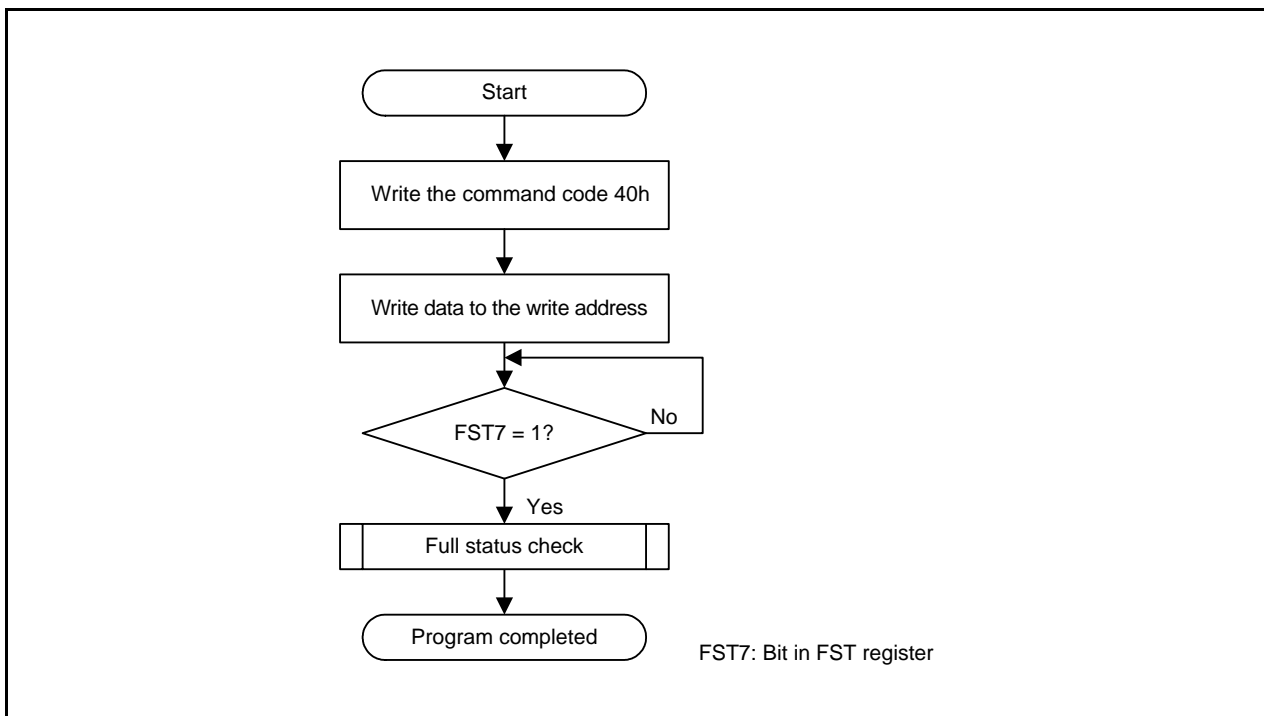 Start
Write the command code 40h
Write data to the write address
FST7 = 1?
No
Yes
Full status check
Program completed
FST7: Bit in FST register